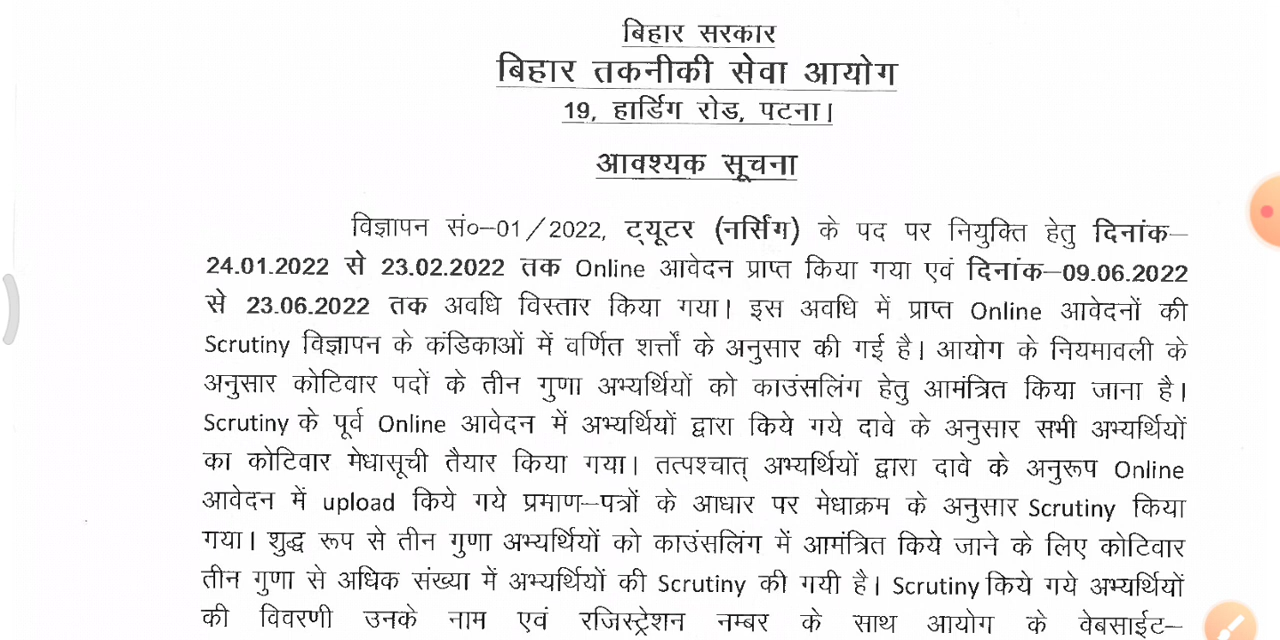 बिहार सरकार
बिहार तकनीकी सेवा आयोग
19, हार्डिंग रोड, पटना।
आवश्यक सूचना
विज्ञापन सं०–01/2022, ट्यूटर (नर्सिंग) के पद पर नियुक्ति हेतु दिनांक–
24.01.2022 से 23.02.2022 तक Online आवेदन प्राप्त किया गया एवं दिनांक–09.06.2022
से 23.06.2022 तक अवधि विस्तार किया गया। इस अवधि में प्राप्त Online आवेदनों की
Scrutiny विज्ञापन के कंडिकाओं में वर्णित शर्त्तों के अनुसार की गई है। आयोग के नियमावली के
अनुसार कोटिवार पदों के तीन गुणा अभ्यर्थियों को काउंसलिंग हेतु आमंत्रित किया जाना है।
Scrutiny के पूर्व Online आवेदन में अभ्यर्थियों द्वारा किये गये दावे के अनुसार सभी अभ्यर्थियों
का कोटिवार मेधासूची तैयार किया गया। तत्पश्चात् अभ्यर्थियों द्वारा दावे के अनुरूप Online
आवेदन में upload किये गये प्रमाण–पत्रों के आधार पर मेधाक्रम के अनुसार Scrutiny किया
गया। शुद्ध रूप से तीन गुणा अभ्यर्थियों को काउंसलिंग में आमंत्रित किये जाने के लिए कोटिवार
तीन गुणा से अधिक संख्या में अभ्यर्थियों की Scrutiny की गयी है। Scrutiny किये गये अभ्यर्थियों
की विवरणी उनके नाम एवं रजिस्ट्रेशन नम्बर के साथ आयोग के वेबसाईट–